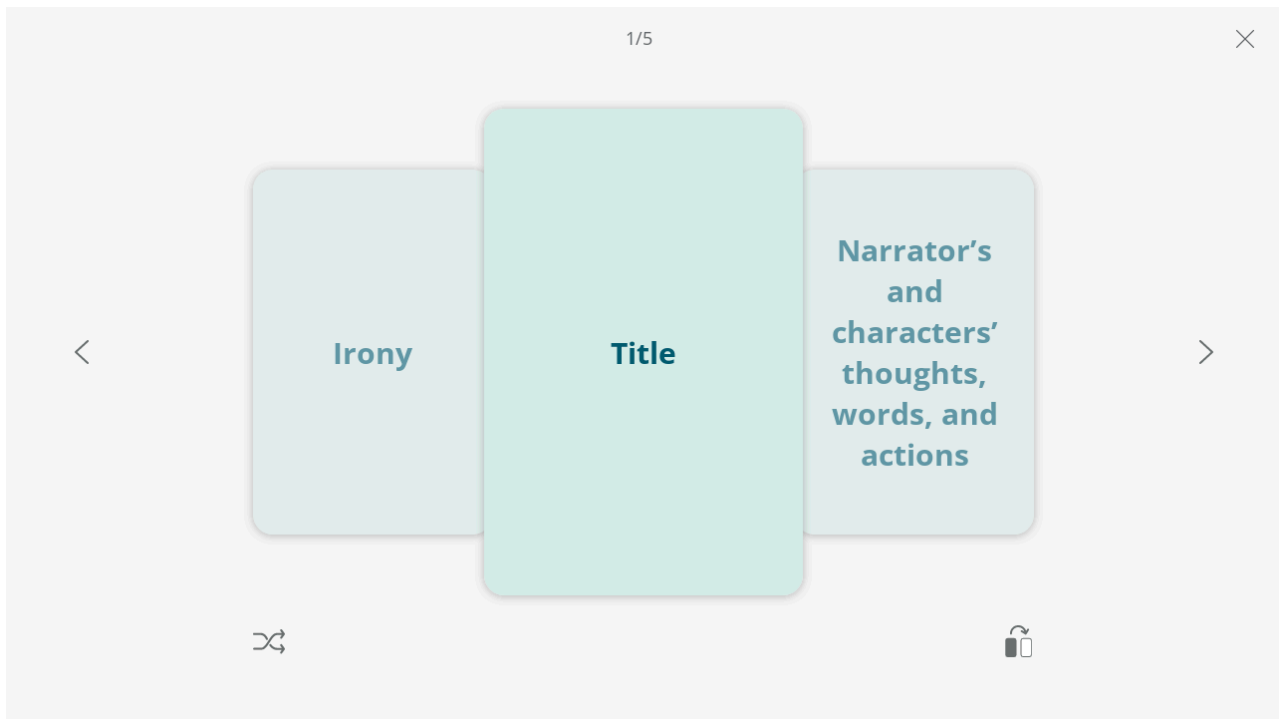 1/5
Irony
Title
Narrator’s
and
characters’
thoughts,
words, and
actions